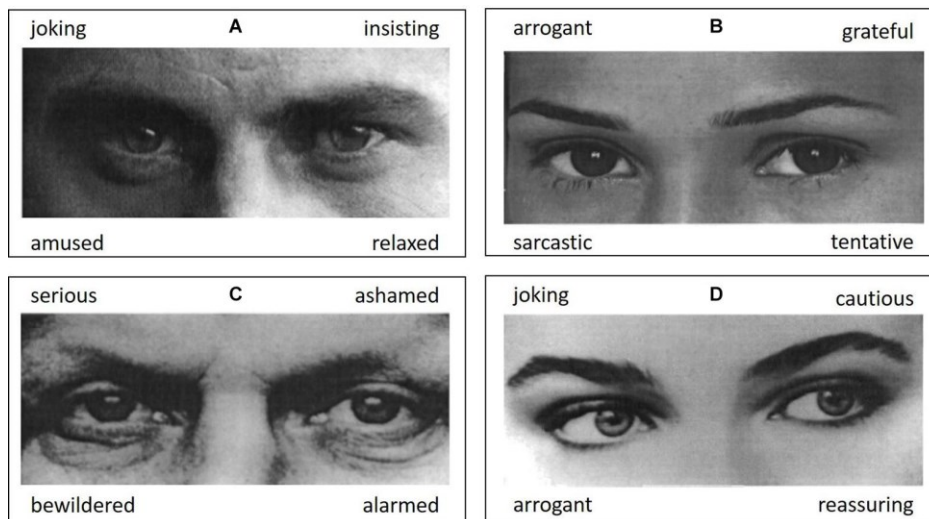 joking A insisting
amused relaxed
arrogant B grateful
sarcastic tentative
serious C ashamed
bewildered alarmed
joking D cautious
arrogant reassuring